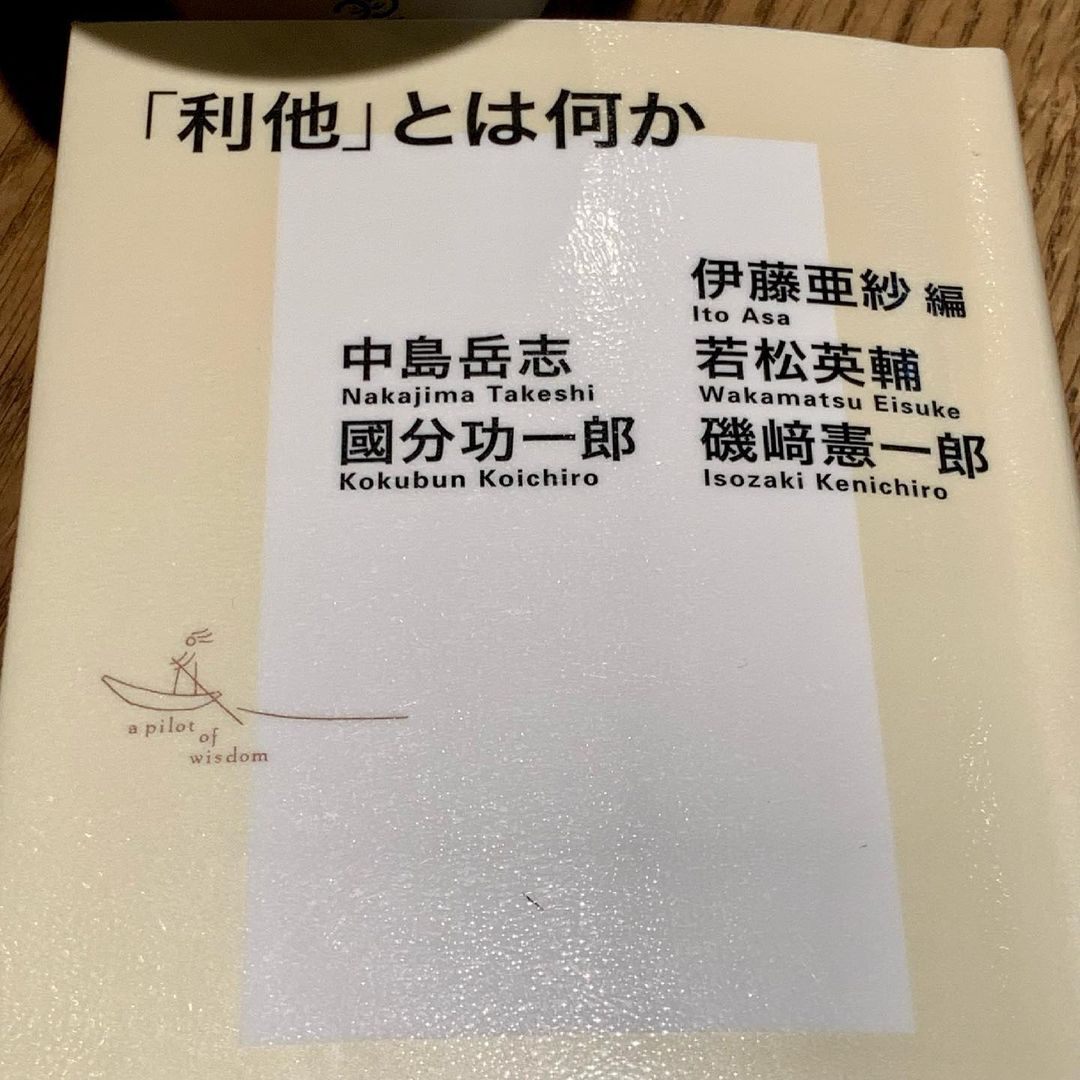 「利他」とは何か
伊藤亜紗 編
Ito Asa
中島岳志
Nakajima Takeshi
若松英輔
Wakamatsu Eisuke
國分功一郎
Kokubun Koichiro
磯﨑憲一郎
Isozaki Kenichiro
a pilot
of
wisdom